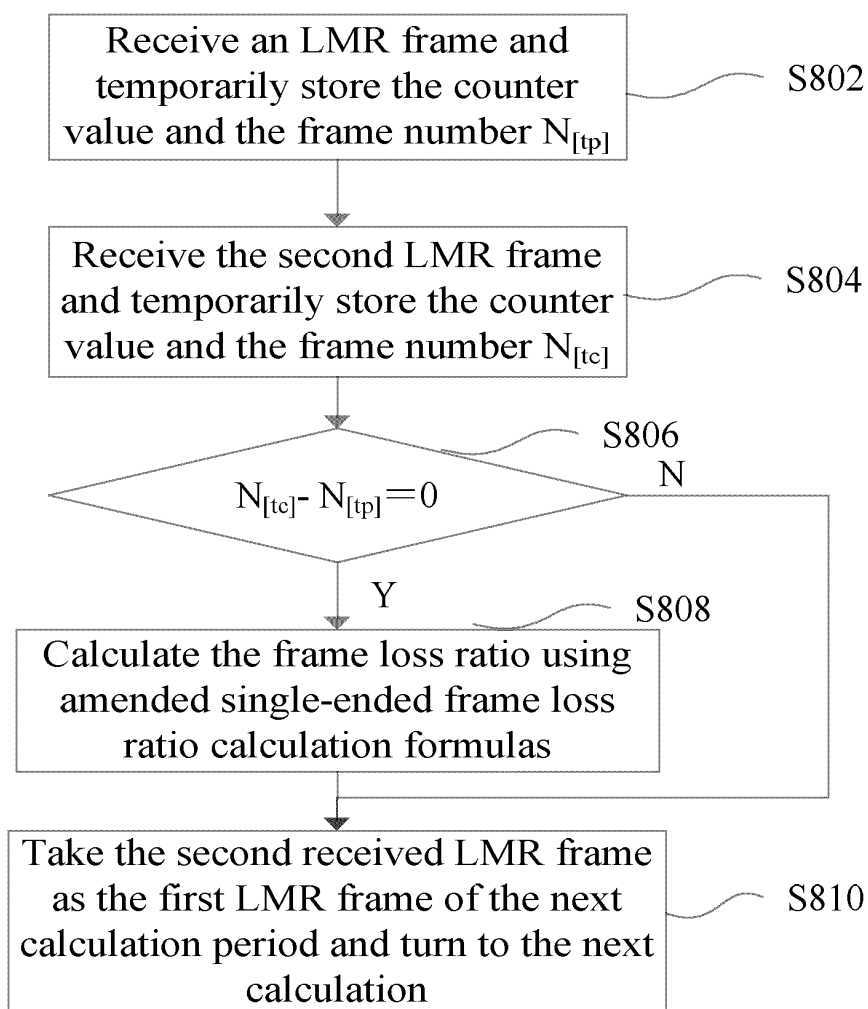 Receive an LMR frame and
temporarily store the counter
value and the frame number N[tp]
S802
Receive the second LMR frame
and temporarily store the counter
value and the frame number N[tc]
S804
S806
N[tc]- N[tp]=0
N
Y
S808
Calculate the frame loss ratio using
amended single-ended frame loss
ratio calculation formulas
Take the second received LMR frame
as the first LMR frame of the next
calculation period and turn to the next
calculation
S810